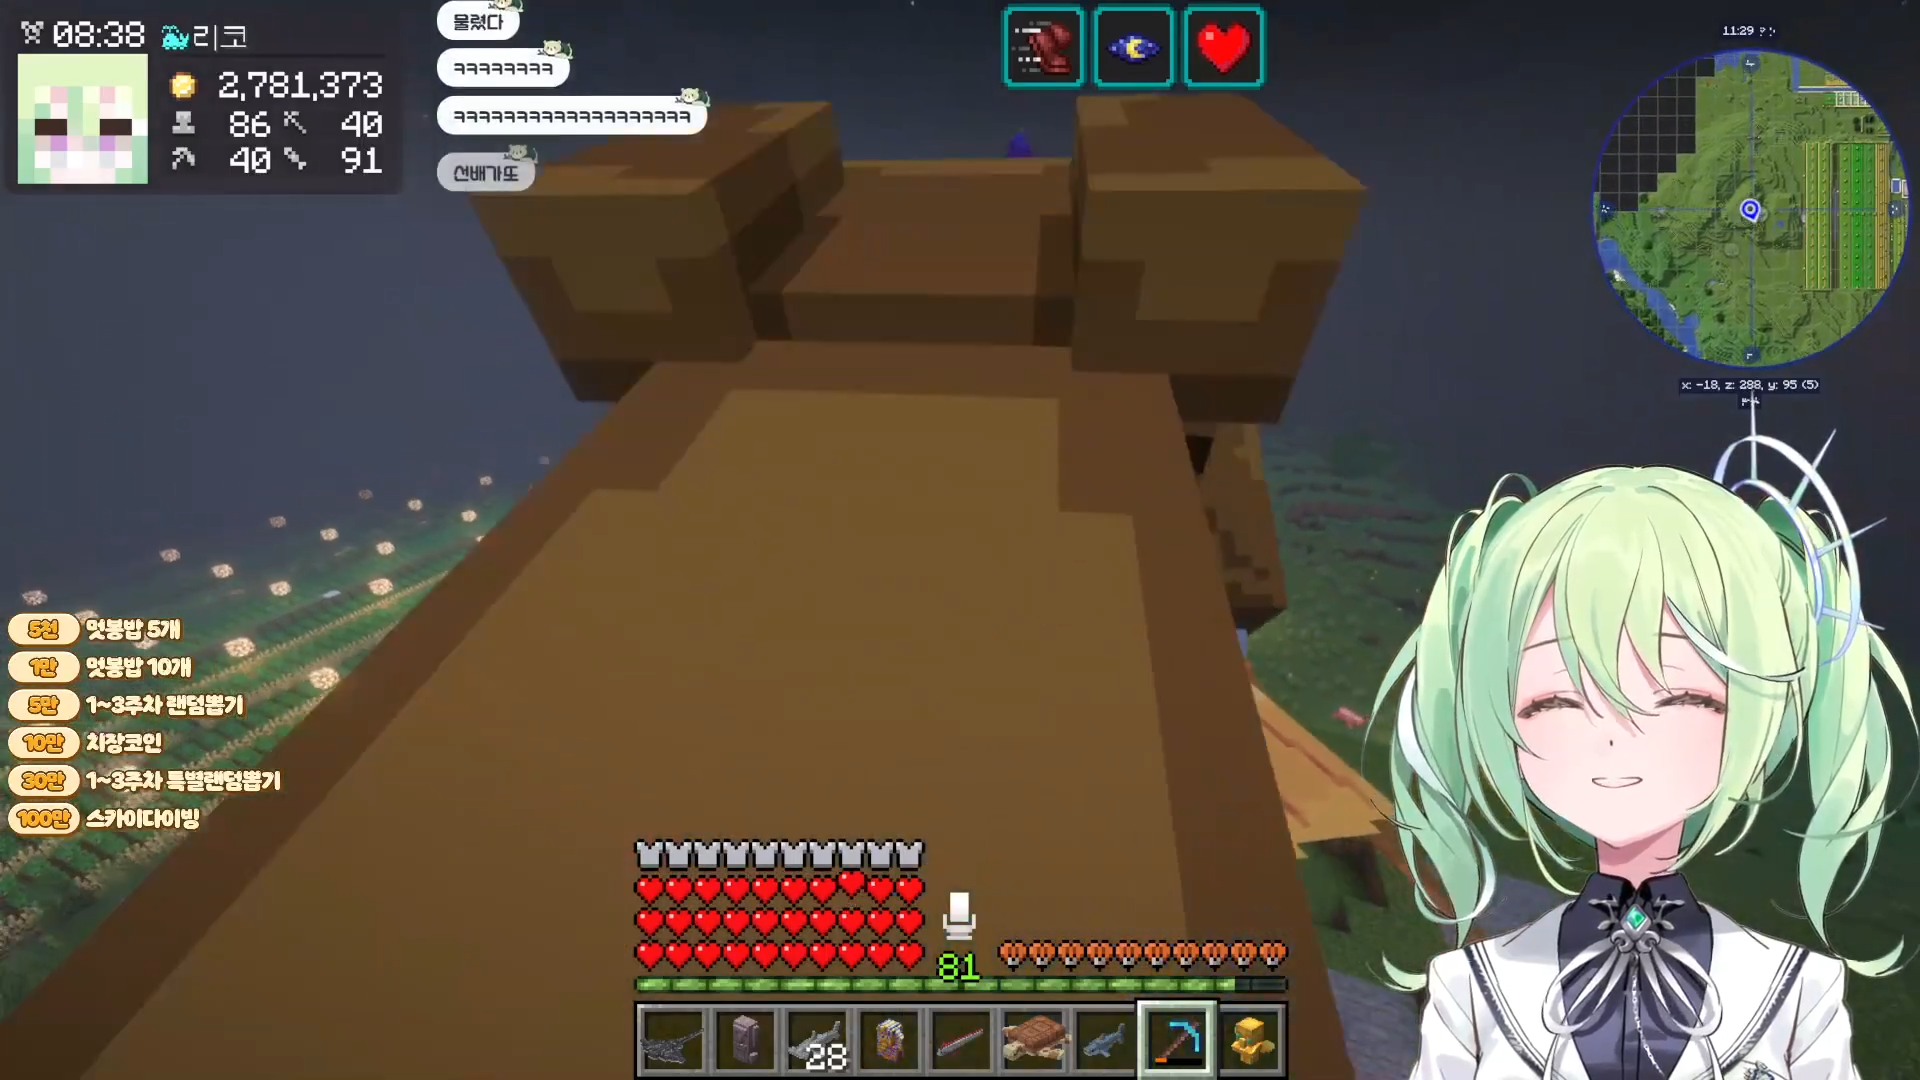 08:38 리코
2,781,373
86 40
40 91
물렸다
ㅋㅋㅋㅋㅋㅋㅋㅋ
ㅋㅋㅋㅋㅋㅋㅋㅋㅋㅋㅋㅋㅋㅋㅋㅋㅋㅋㅋ
선배가또
11:29
x: -18, z: 288, y: 95 (5)
5천 멋봉밥 5개
1만 멋봉밥 10개
5만 1~3주차 랜덤뽑기
10만 치장코인
30만 1~3주차 특별랜덤뽑기
100만 스카이다이빙
81
28